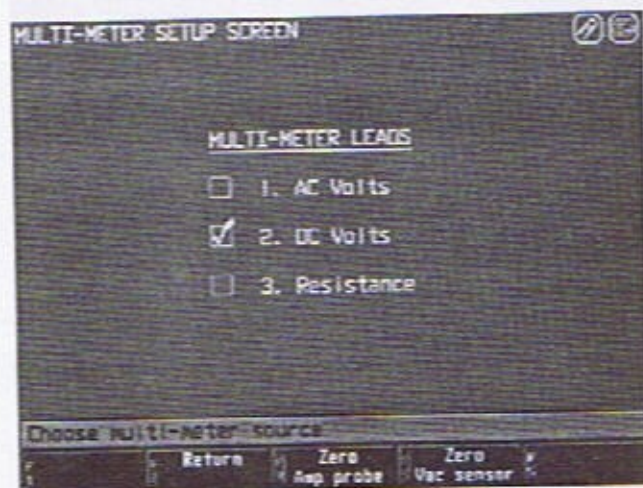 MULTI-METER SETUP SCREEN
MULTI-METER LEADS
1. AC Volts
2. DC Volts
3. Resistance
Choose multi-meter source
Return
Zero
Amp probe
Zero
Vac sensor